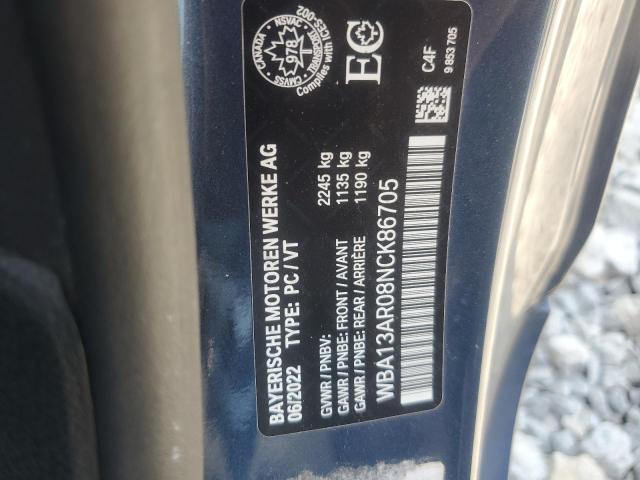 BAYERISCHE MOTOREN WERKE AG
06/2022 TYPE: PC/VT
GVWR / PNBV: 2245 kg
GAWR / PNBE: FRONT / AVANT 1135 kg
GAWR / PNBE: REAR / ARRIÈRE 1190 kg
WBA13AR08NCK86705
CANADA NSVAC
978
CMVSS TRANSPORT
Complies with ICES-002
EC
C4F
9 853 705